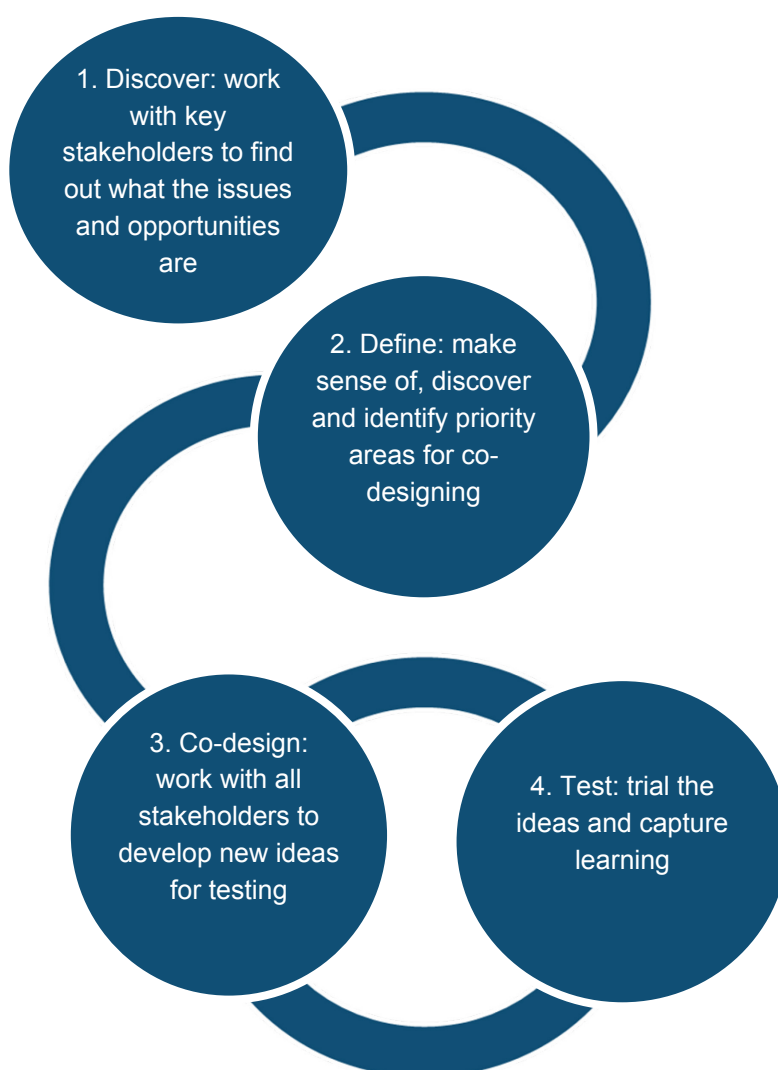 1. Discover: work
with key
stakeholders to find
out what the issues
and opportunities
are
2. Define: make
sense of, discover
and identify priority
areas for co-
designing
3. Co-design:
work with all
stakeholders to
develop new ideas
for testing
4. Test: trial the
ideas and capture
learning